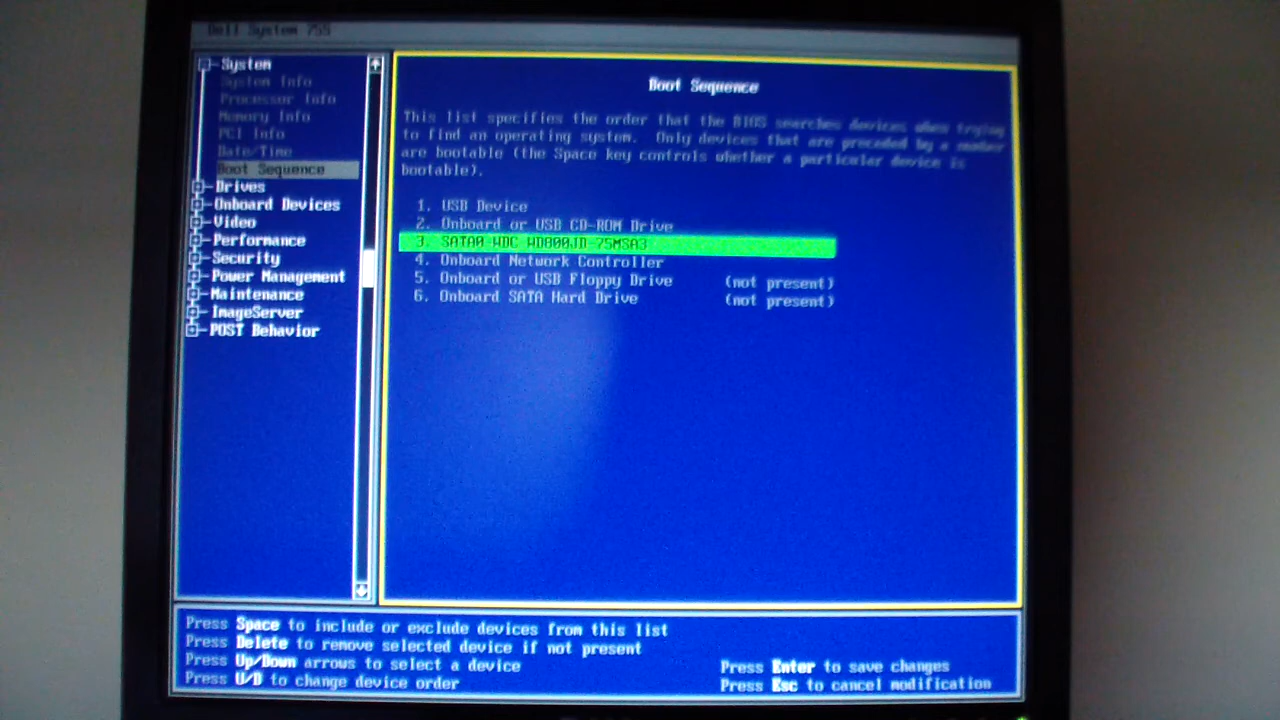 Dell System 755
System
System Info
Processor Info
Memory Info
PCI Info
Date/Time
Boot Sequence
Drives
Onboard Devices
Video
Performance
Security
Power Management
Maintenance
ImageServer
POST Behavior
Boot Sequence
This list specifies the order that the BIOS searches devices when trying
to find an operating system. Only devices that are preceded by a number
are bootable (the Space key controls whether a particular device is
bootable).
1. USB Device
2. Onboard or USB CD-ROM Drive
3. SATA0 WDC WD800JD-75MSA3
4. Onboard Network Controller
5. Onboard or USB Floppy Drive (not present)
6. Onboard SATA Hard Drive (not present)
Press Space to include or exclude devices from this list
Press Delete to remove selected device if not present
Press Up/Down arrows to select a device
Press U/D to change device order
Press Enter to save changes
Press Esc to cancel modification